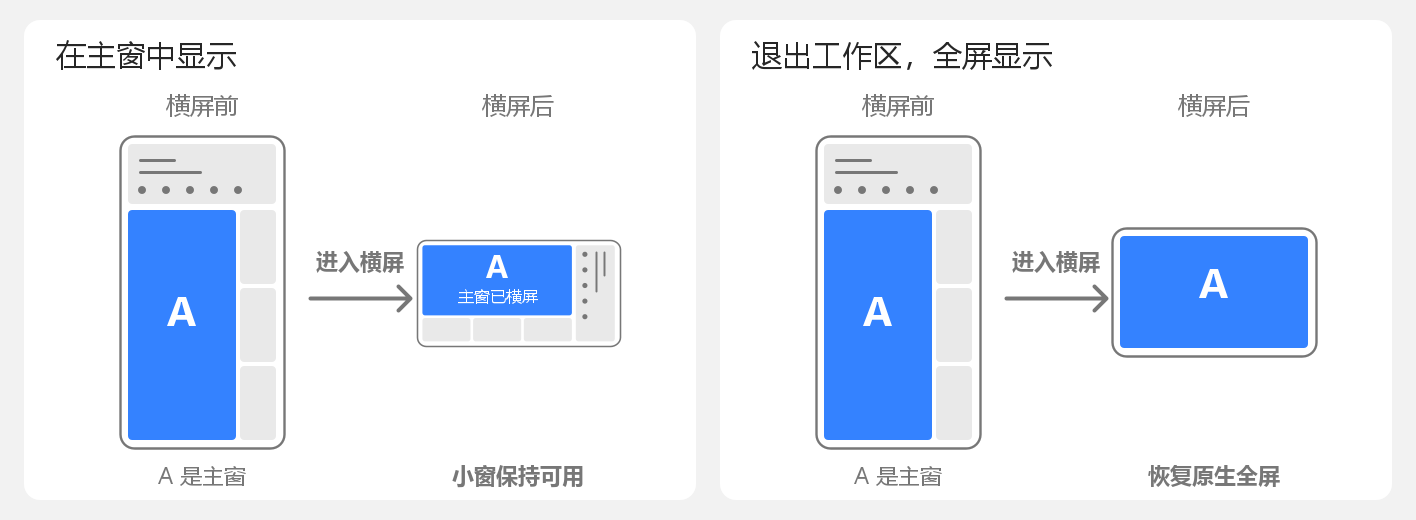 在主窗中显示
横屏前
横屏后
A
进入横屏
A
主窗已横屏
A 是主窗
小窗保持可用
退出工作区，全屏显示
横屏前
横屏后
A
进入横屏
A
A 是主窗
恢复原生全屏